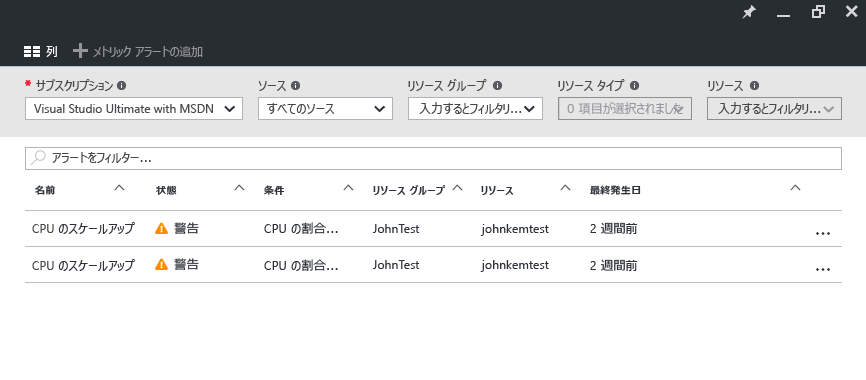 列 メトリック アラートの追加
* サブスクリプション ソース リソース グループ リソース タイプ リソース
Visual Studio Ultimate with MSDN すべてのソース 入力するとフィルタリ... 0 項目が選択されました 入力するとフィルタリ...
アラートをフィルター...
名前 状態 条件 リソース グループ リソース 最終発生日
CPU のスケールアップ 警告 CPU の割合... JohnTest johnkemtest 2 週間前 ...
CPU のスケールアップ 警告 CPU の割合... JohnTest johnkemtest 2 週間前 ...